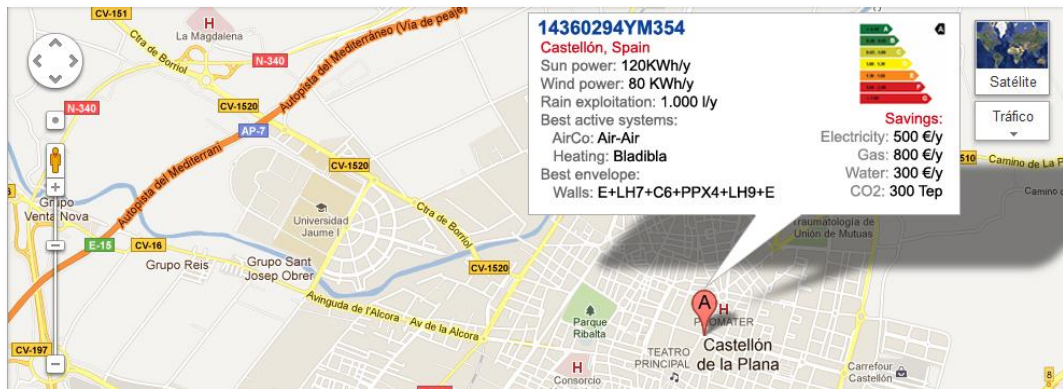 CV-151
H
La Magdalena
Ctra de Borriol
N-340
N-340
Autopista del Mediterráneo (Vía de peaje)
CV-1520
AP-7
Autopista del Mediterrani
CV-1520
Grupo
Venta Nova
Universidad
Jaume I
Ctra de Borriol
E-15
CV-16
Grupo Reis
Grupo Sant
Josep Obrer
CV-1520
Avinguda de l'Alcora
Av de la Alcora
CV-197
14360294YM354
Castellón, Spain
Sun power: 120KWh/y
Wind power: 80 KWh/y
Rain exploitation: 1.000 l/y
Best active systems:
AirCo: Air-Air
Heating: Bladibla
Best envelope:
Walls: E+LH7+C6+PPX4+LH9+E
A
Savings:
Electricity: 500 €/y
Gas: 800 €/y
Water: 300 €/y
CO2: 300 Tep
Satélite
Tráfico
510
Camino de La P
Camino
Traumatología de
Unión de Mutuas
Parque
Ribalta
A
H
TEATRO
PRINCIPAL
Castellón
de la Plana
H
Consorcio
Carrefour
Castellón
8